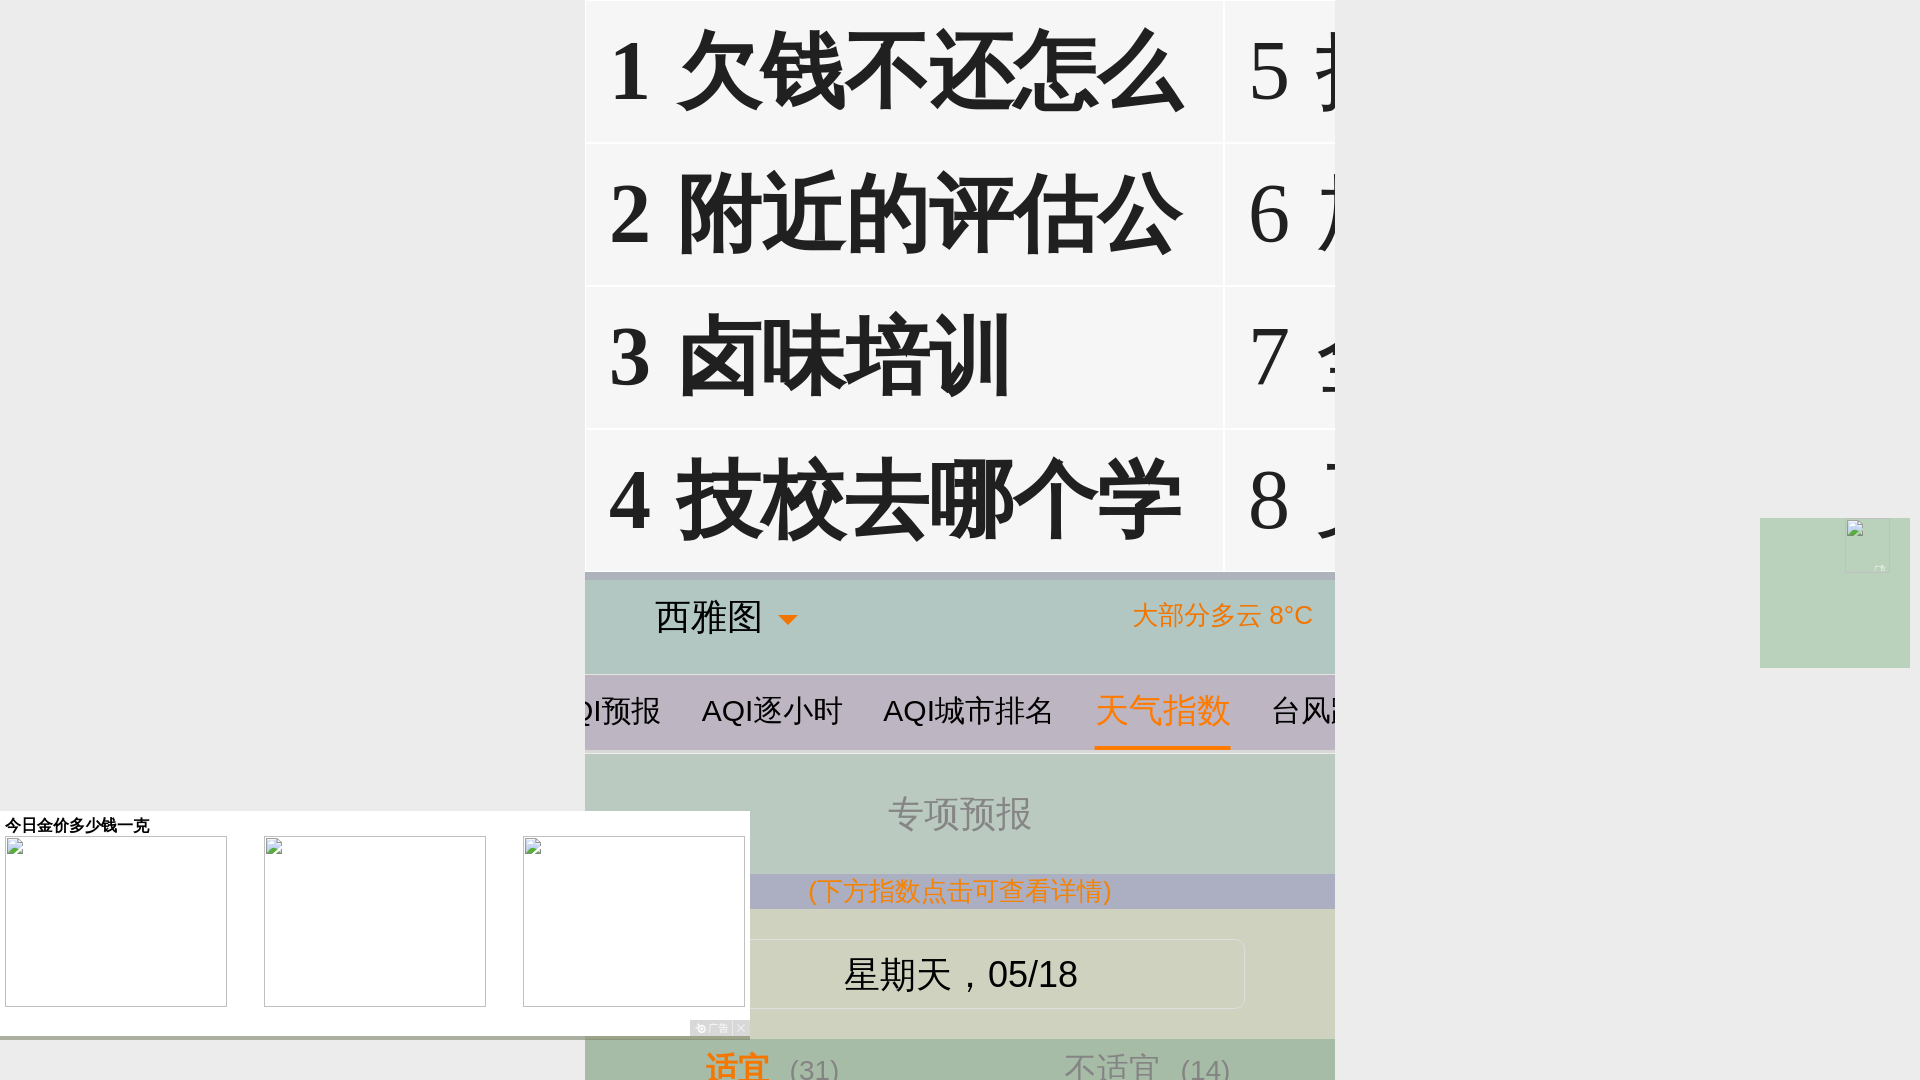 1 欠钱不还怎么
5
2 附近的评估公
6
3 卤味培训
7
4 技校去哪个学
8
西雅图
大部分多云 8°C
QI预报 AQI逐小时 AQI城市排名 天气指数 台风
专项预报
今日金价多少钱一克
(下方指数点击可查看详情)
星期天，05/18
广告
适宜 (31) 不适宜 (14)